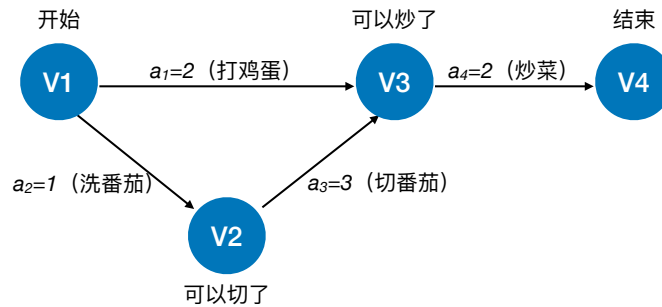 开始
可以炒了
结束
V1
a₁=2（打鸡蛋）
V3
a₄=2（炒菜）
V4
a₂=1（洗番茄）
a₃=3（切番茄）
V2
可以切了